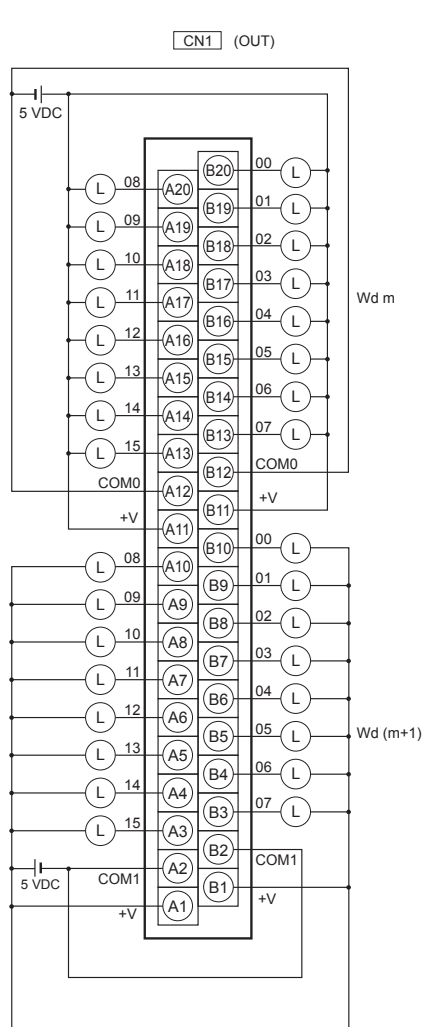 CN1 (OUT)
5 VDC
B20 00 L
L 08 A20
B19 01 L
L 09 A19
B18 02 L
L 10 A18
B17 03 L
L 11 A17
Wd m
B16 04 L
L 12 A16
B15 05 L
L 13 A15
B14 06 L
L 14 A14
B13 07 L
L 15 A13
B12 COM0
COM0 A12
B11 +V
+V A11
B10 00 L
L 08 A10
B9 01 L
L 09 A9
B8 02 L
L 10 A8
B7 03 L
L 11 A7
B6 04 L
L 12 A6
B5 05 L
Wd (m+1)
L 13 A5
B4 06 L
L 14 A4
B3 07 L
L 15 A3
B2 COM1
5 VDC COM1 A2
B1 +V
+V A1